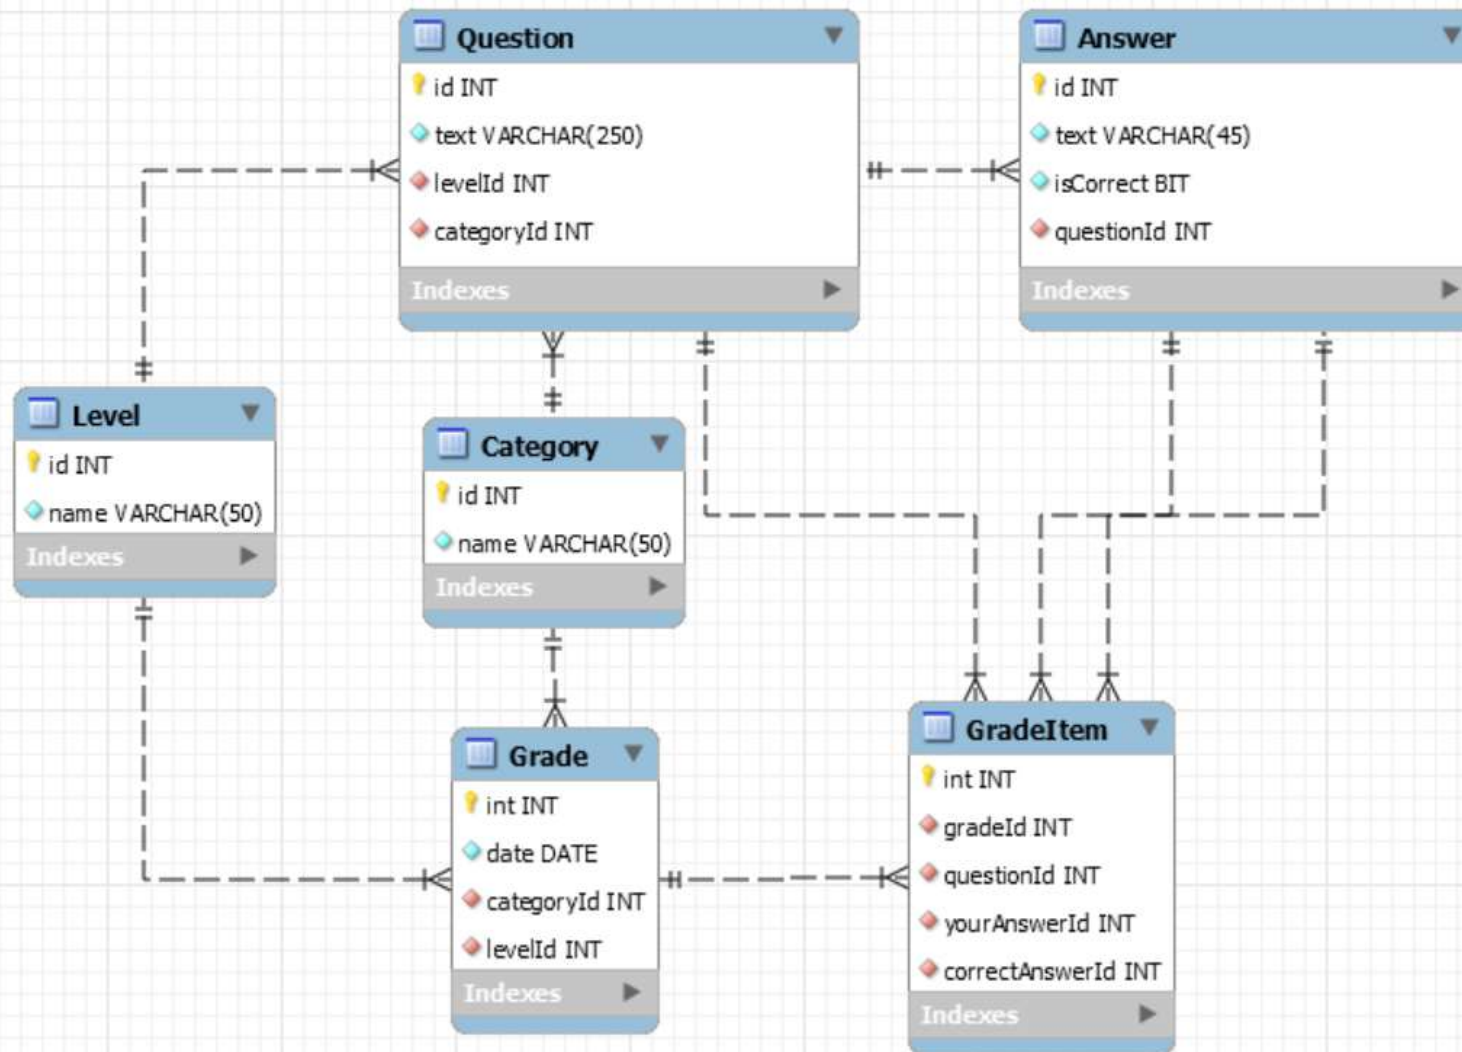 Question
id INT
text VARCHAR(250)
levelId INT
categoryId INT
Indexes
Answer
id INT
text VARCHAR(45)
isCorrect BIT
questionId INT
Indexes
Level
id INT
name VARCHAR(50)
Indexes
Category
id INT
name VARCHAR(50)
Indexes
Grade
int INT
date DATE
categoryId INT
levelId INT
Indexes
GradeItem
int INT
gradeId INT
questionId INT
yourAnswerId INT
correctAnswerId INT
Indexes